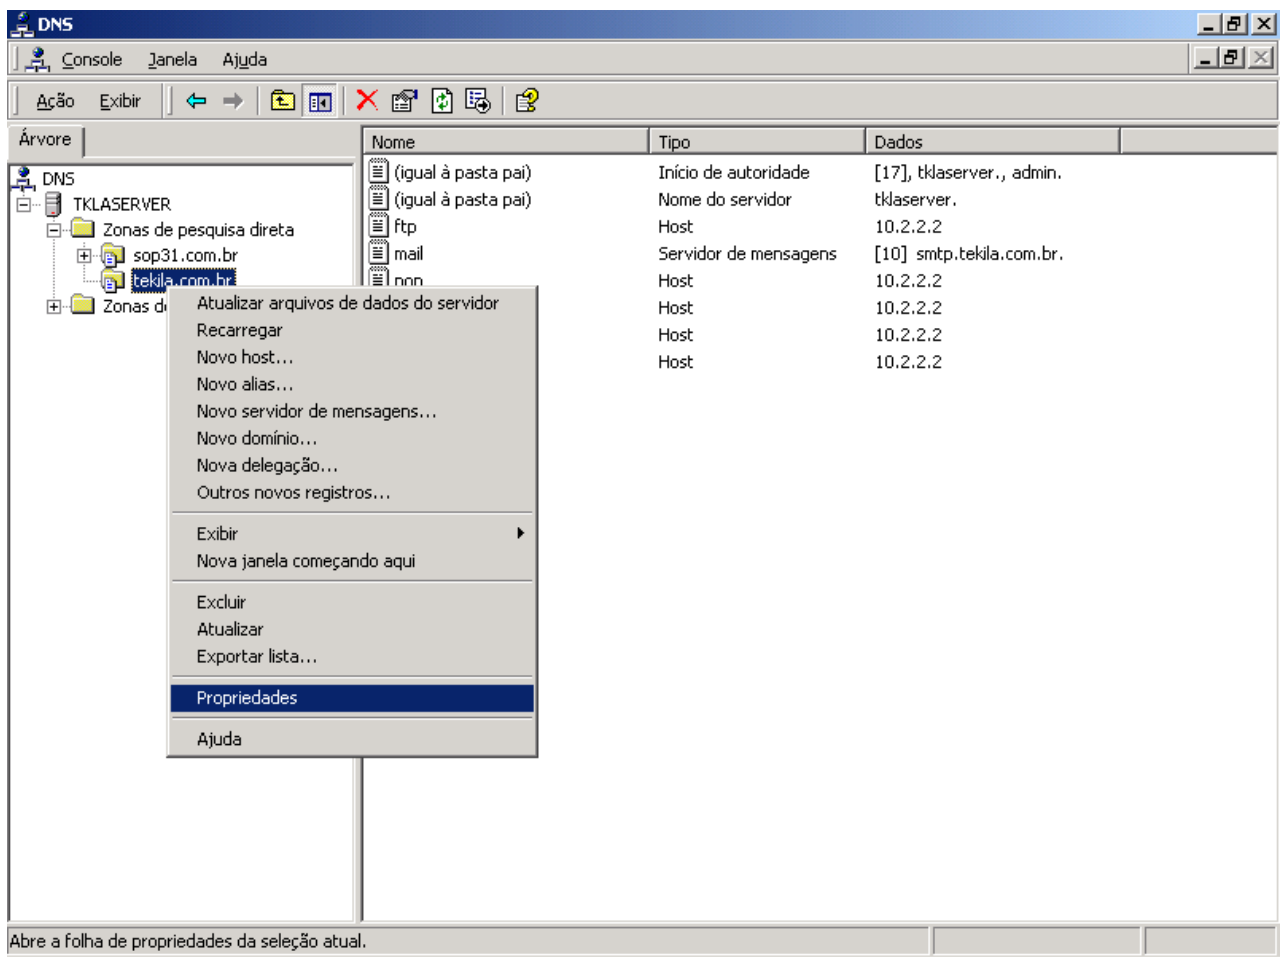 DNS
Console Janela Ajuda
Ação Exibir
Árvore
Nome Tipo Dados
DNS
TKLASERVER
Zonas de pesquisa direta
sop31.com.br
tekila.com.br
Zonas d
(igual à pasta pai) Início de autoridade [17], tklaserver., admin.
(igual à pasta pai) Nome do servidor tklaserver.
ftp Host 10.2.2.2
mail Servidor de mensagens [10] smtp.tekila.com.br.
pop Host 10.2.2.2
Host 10.2.2.2
Host 10.2.2.2
Host 10.2.2.2
Atualizar arquivos de dados do servidor
Recarregar
Novo host...
Novo alias...
Novo servidor de mensagens...
Novo domínio...
Nova delegação...
Outros novos registros...
Exibir
Nova janela começando aqui
Excluir
Atualizar
Exportar lista...
Propriedades
Ajuda
Abre a folha de propriedades da seleção atual.